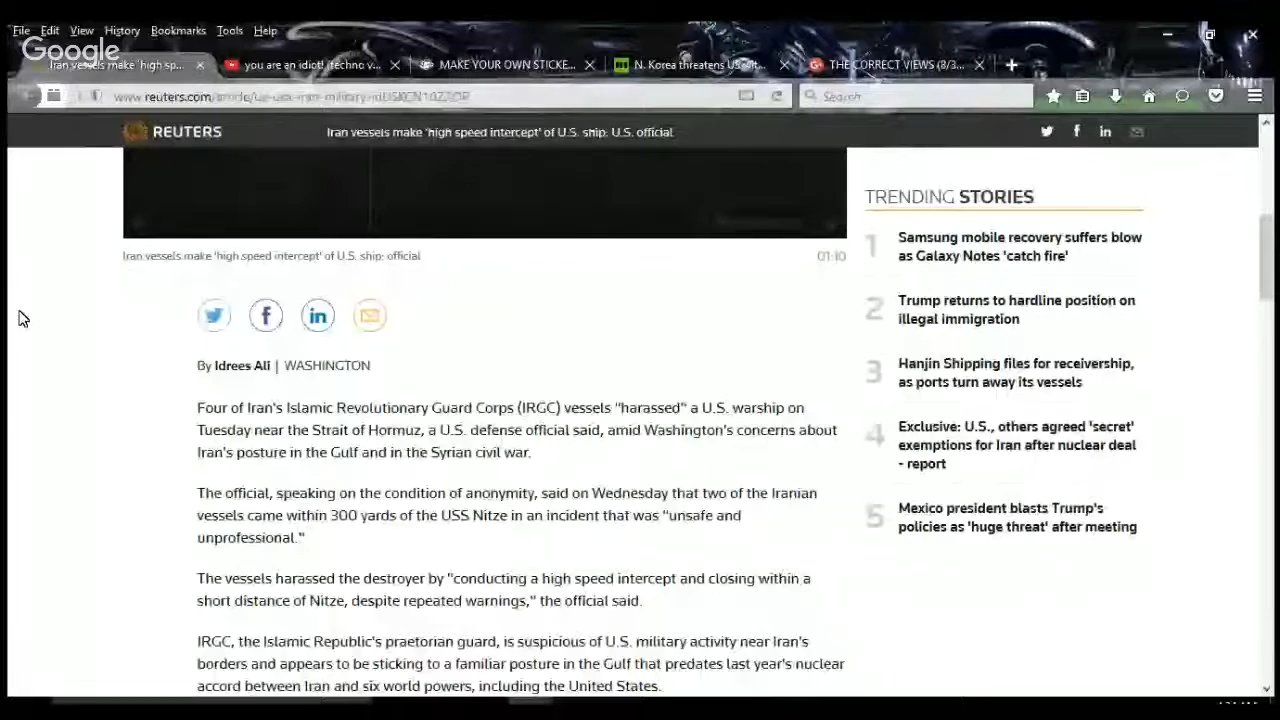 File Edit View History Bookmarks Tools Help
Google
Iran vessels make 'high sp...
you are an idiot! (techno v...
MAKE YOUR OWN STICKE...
N. Korea threatens US
THE CORRECT VIEWS (8/3...
www.reuters.com/article/
Search
REUTERS
Iran vessels make 'high speed intercept' of U.S. ship: U.S. official
Iran vessels make 'high speed intercept' of U.S. ship: official
01:10
By Idrees Ali | WASHINGTON
Four of Iran's Islamic Revolutionary Guard Corps (IRGC) vessels "harassed" a U.S. warship on
Tuesday near the Strait of Hormuz, a U.S. defense official said, amid Washington's concerns about
Iran's posture in the Gulf and in the Syrian civil war.
The official, speaking on the condition of anonymity, said on Wednesday that two of the Iranian
vessels came within 300 yards of the USS Nitze in an incident that was "unsafe and
unprofessional."
The vessels harassed the destroyer by "conducting a high speed intercept and closing within a
short distance of Nitze, despite repeated warnings," the official said.
IRGC, the Islamic Republic's praetorian guard, is suspicious of U.S. military activity near Iran's
borders and appears to be sticking to a familiar posture in the Gulf that predates last year's nuclear
accord between Iran and six world powers, including the United States.
TRENDING STORIES
1 Samsung mobile recovery suffers blow
as Galaxy Notes 'catch fire'
2 Trump returns to hardline position on
illegal immigration
3 Hanjin Shipping files for receivership,
as ports turn away its vessels
4 Exclusive: U.S., others agreed 'secret'
exemptions for Iran after nuclear deal
- report
5 Mexico president blasts Trump's
policies as 'huge threat' after meeting